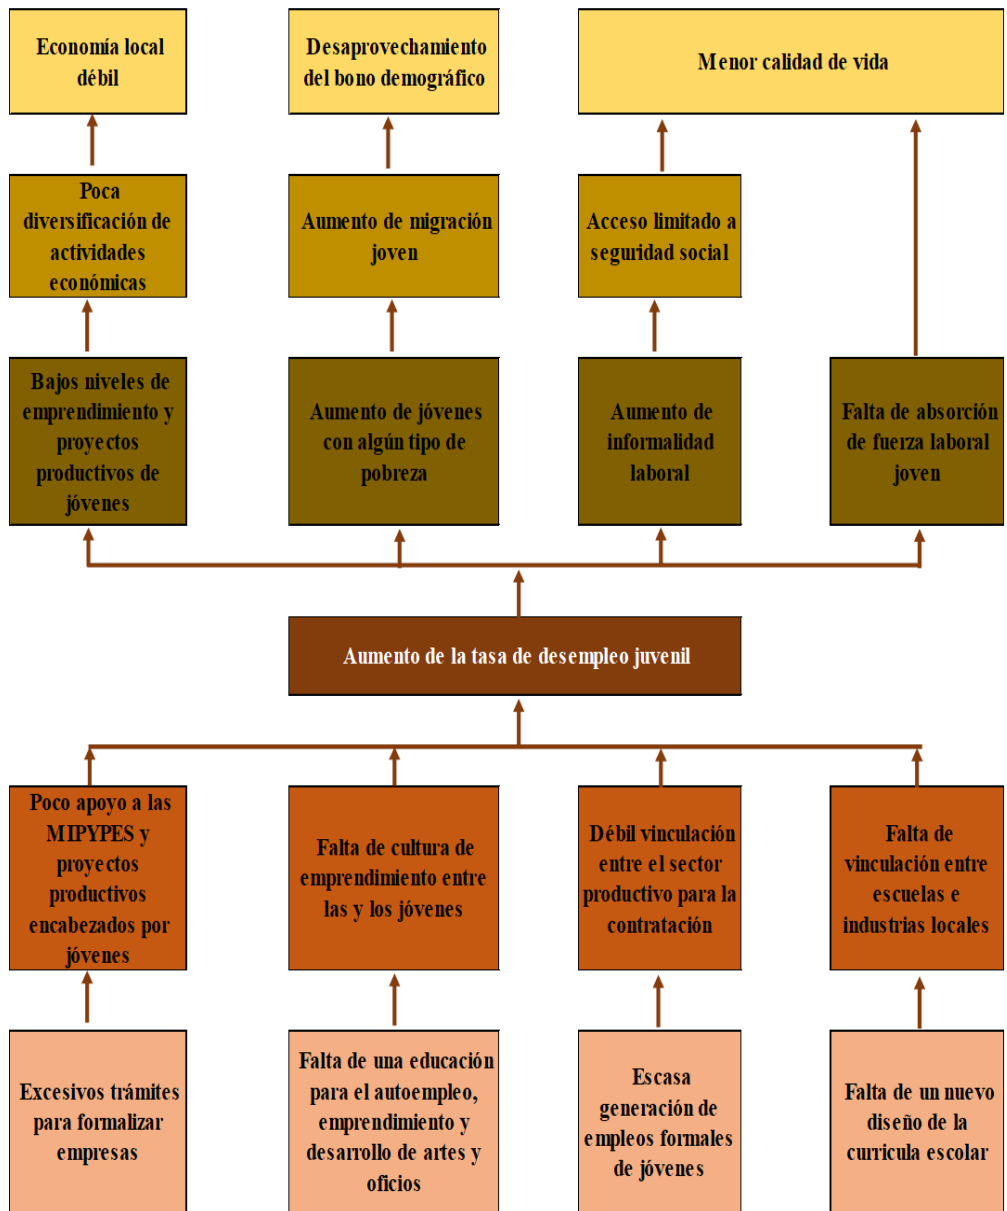 Economía local
débil
Desaprovechamiento
del bono demográfico
Menor calidad de vida
Poca
diversificación de
actividades
económicas
Aumento de migración
joven
Acceso limitado a
seguridad social
Bajos niveles de
emprendimiento y
proyectos
productivos de
jóvenes
Aumento de jóvenes
con algún tipo de
pobreza
Aumento de
informalidad
laboral
Falta de absorción
de fuerza laboral
joven
Aumento de la tasa de desempleo juvenil
Poco apoyo a las
MIPYPES y
proyectos
productivos
encabezados por
jóvenes
Falta de cultura de
emprendimiento entre
las y los jóvenes
Débil vinculación
entre el sector
productivo para la
contratación
Falta de
vinculación entre
escuelas e
industrias locales
Excesivos trámites
para formalizar
empresas
Falta de una educación
para el autoempleo,
emprendimiento y
desarrollo de artes y
oficios
Escasa
generación de
empleos formales
de jóvenes
Falta de un nuevo
diseño de la
curricula escolar